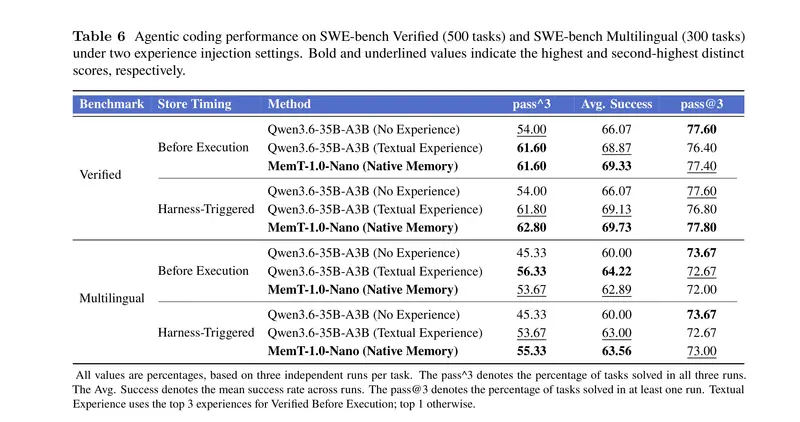 Table 6 Agentic coding performance on SWE-bench Verified (500 tasks) and SWE-bench Multilingual (300 tasks)
under two experience injection settings. Bold and underlined values indicate the highest and second-highest distinct
scores, respectively.
Benchmark Store Timing Method pass^3 Avg. Success pass@3
Verified
Before Execution
Qwen3.6-35B-A3B (No Experience) 54.00 66.07 77.60
Qwen3.6-35B-A3B (Textual Experience) 61.60 68.87 76.40
MemT-1.0-Nano (Native Memory) 61.60 69.33 77.40
Harness-Triggered
Qwen3.6-35B-A3B (No Experience) 54.00 66.07 77.60
Qwen3.6-35B-A3B (Textual Experience) 61.80 69.13 76.80
MemT-1.0-Nano (Native Memory) 62.80 69.73 77.80
Multilingual
Before Execution
Qwen3.6-35B-A3B (No Experience) 45.33 60.00 73.67
Qwen3.6-35B-A3B (Textual Experience) 56.33 64.22 72.67
MemT-1.0-Nano (Native Memory) 53.67 62.89 72.00
Harness-Triggered
Qwen3.6-35B-A3B (No Experience) 45.33 60.00 73.67
Qwen3.6-35B-A3B (Textual Experience) 53.67 63.00 72.67
MemT-1.0-Nano (Native Memory) 55.33 63.56 73.00
All values are percentages, based on three independent runs per task. The pass^3 denotes the percentage of tasks solved in all three runs.
The Avg. Success denotes the mean success rate across runs. The pass@3 denotes the percentage of tasks solved in at least one run. Textual
Experience uses the top 3 experiences for Verified Before Execution; top 1 otherwise.